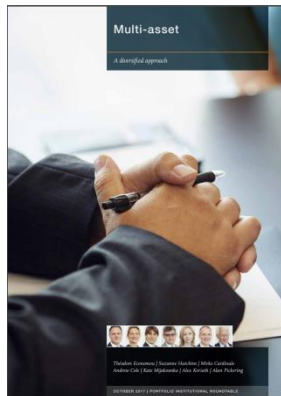 Multi-asset
A diversified approach
Théodore Economou | Suzanne Hutchins | Mirko Cardinale
Andrew Cole | Kate Mijakowska | Alex Koriath | Alan Pickering
OCTOBER 2017 | PORTFOLIO INSTITUTIONAL ROUNDTABLE